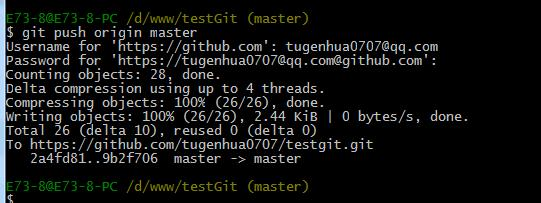 E73-8@E73-8-PC /d/www/testGit (master)
$ git push origin master
Username for 'https://github.com': tugenhua0707@qq.com
Password for 'https://tugenhua0707@qq.com@github.com':
Counting objects: 28, done.
Delta compression using up to 4 threads.
Compressing objects: 100% (26/26), done.
Writing objects: 100% (26/26), 2.44 KiB | 0 bytes/s, done.
Total 26 (delta 10), reused 0 (delta 0)
To https://github.com/tugenhua0707/testgit.git
   2a4fd81..9b2f706  master -> master
E73-8@E73-8-PC /d/www/testGit (master)
$